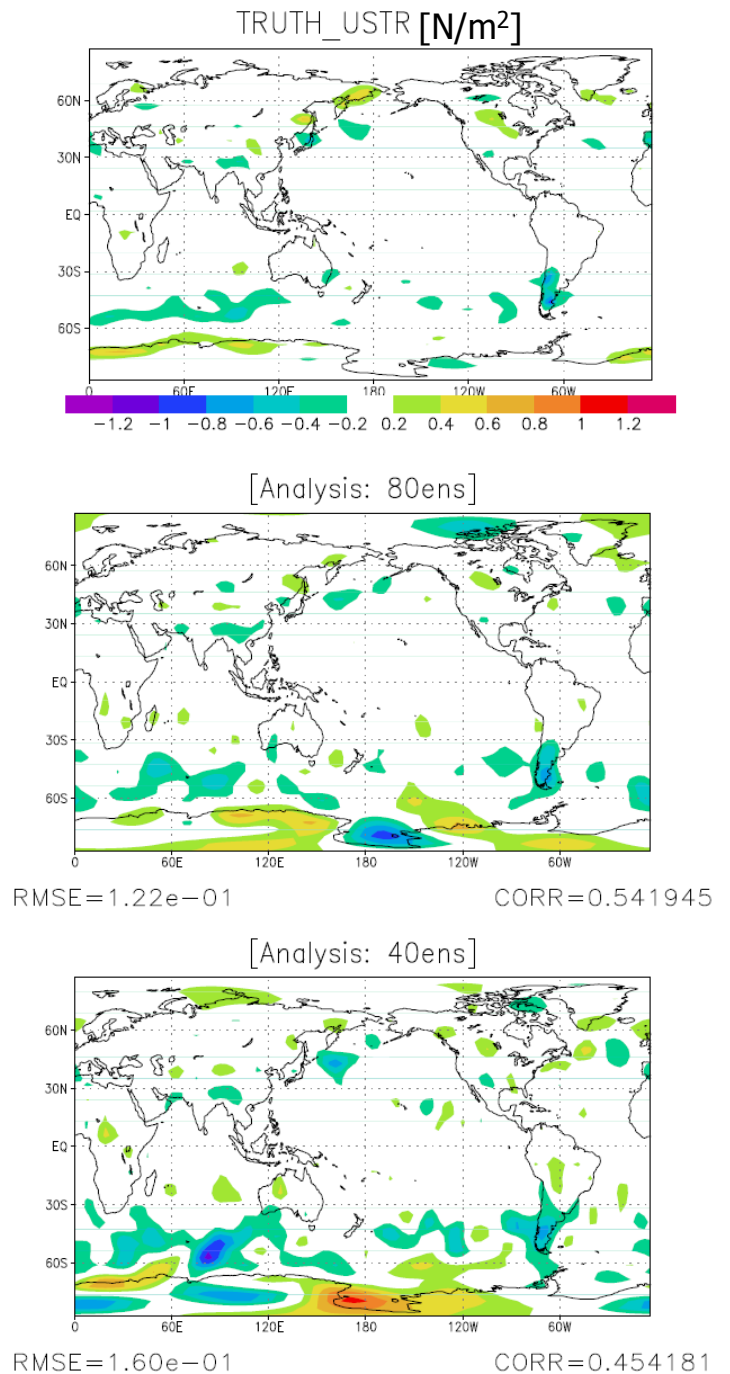 TRUTH_USTR [N/m²]
60N
30N
EQ
30S
60S
0 60E 120E 180 120W 60W
−1.2 −1 −0.8 −0.6 −0.4 −0.2 0.2 0.4 0.6 0.8 1 1.2
[Analysis: 80ens]
60N
30N
EQ
30S
60S
0 60E 120E 180 120W 60W
RMSE=1.22e−01 CORR=0.541945
[Analysis: 40ens]
60N
30N
EQ
30S
60S
0 60E 120E 180 120W 60W
RMSE=1.60e−01 CORR=0.454181